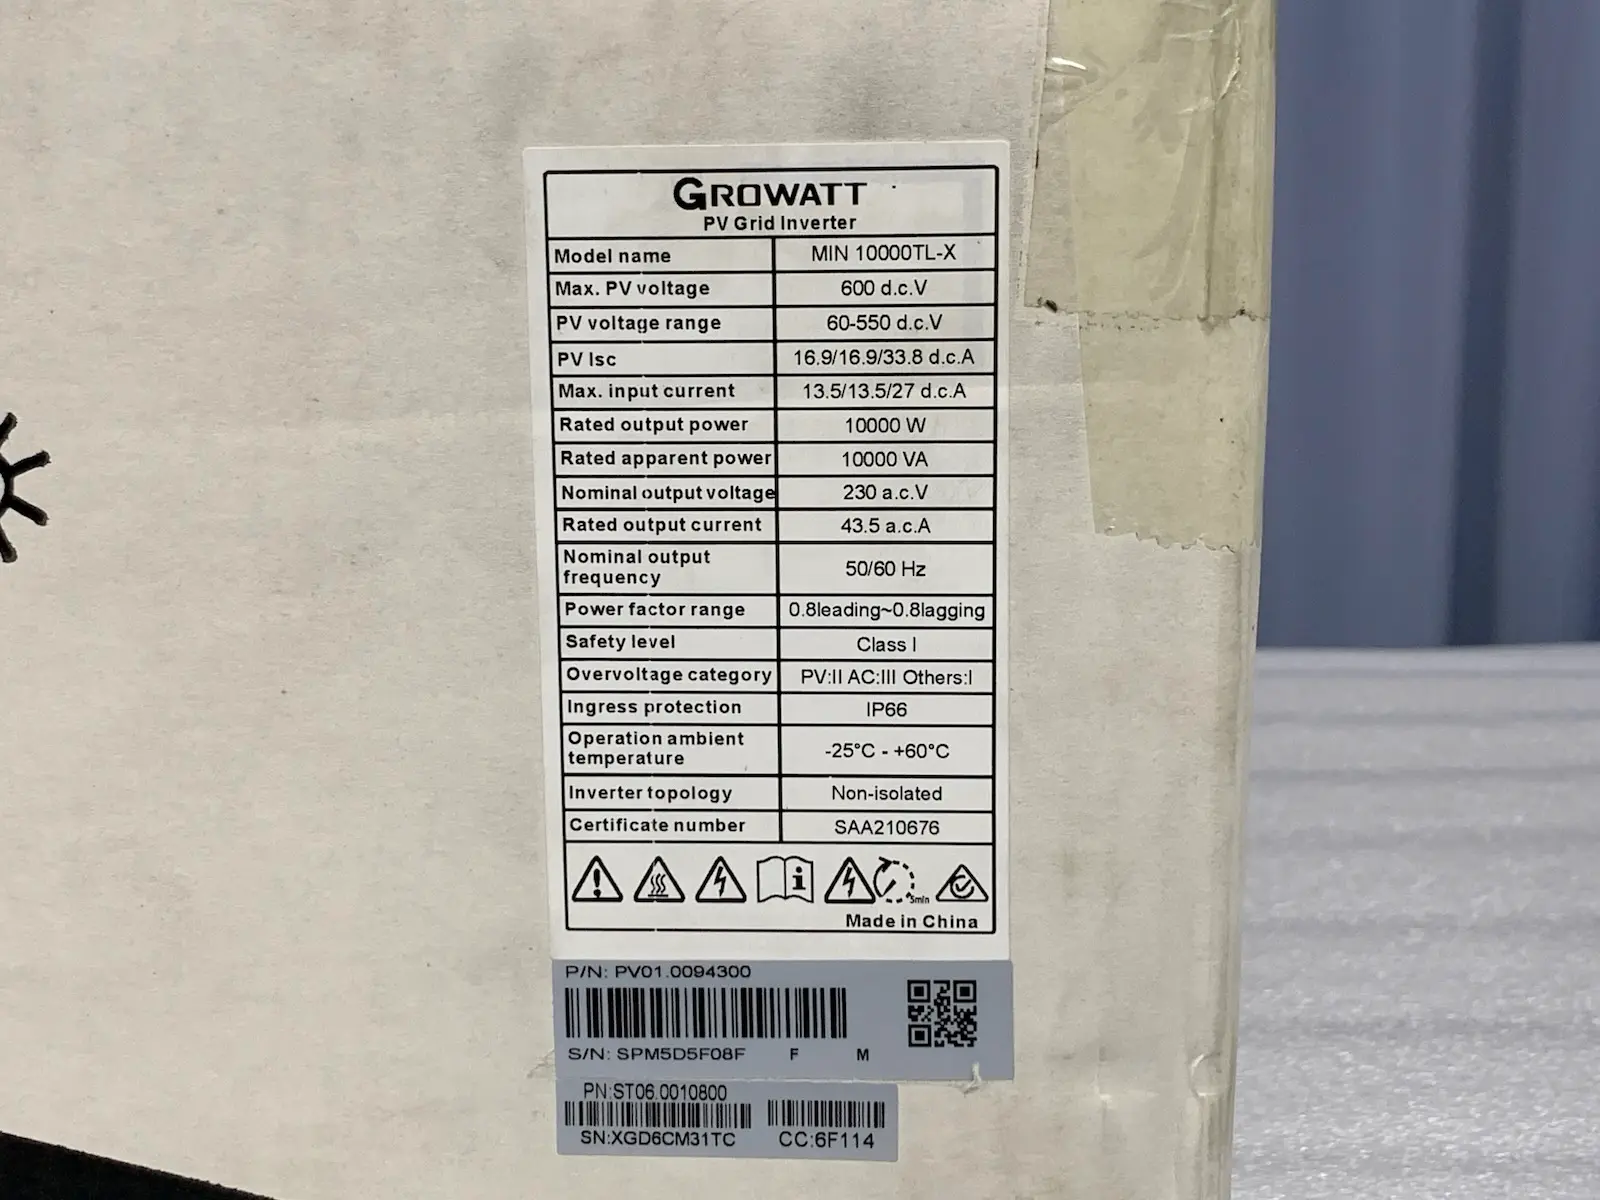 GROWATT
PV Grid Inverter
Model name MIN 10000TL-X
Max. PV voltage 600 d.c.V
PV voltage range 60-550 d.c.V
PV Isc 16.9/16.9/33.8 d.c.A
Max. input current 13.5/13.5/27 d.c.A
Rated output power 10000 W
Rated apparent power 10000 VA
Nominal output voltage 230 a.c.V
Rated output current 43.5 a.c.A
Nominal output
frequency 50/60 Hz
Power factor range 0.8leading~0.8lagging
Safety level Class I
Overvoltage category PV:II AC:III Others:I
Ingress protection IP66
Operation ambient
temperature -25°C - +60°C
Inverter topology Non-isolated
Certificate number SAA210676
5min
Made in China
P/N: PV01.0094300
S/N: SPM5D5F08F F M
PN:ST06.0010800
SN:XGD6CM31TC CC:6F114